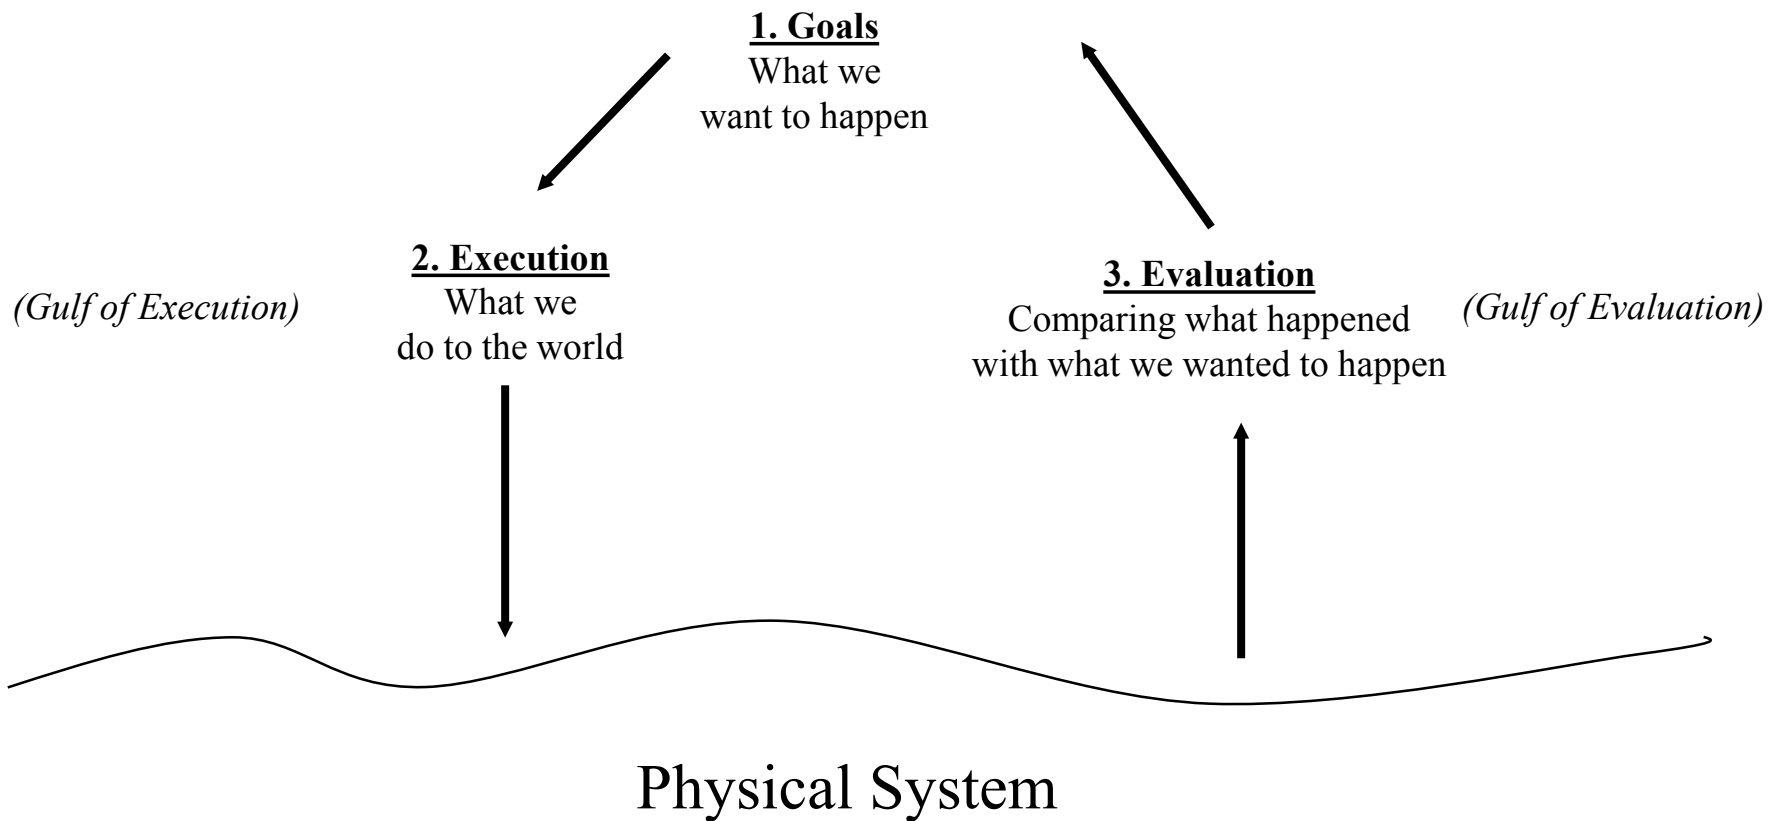 1. Goals
What we
want to happen
2. Execution
What we
do to the world
(Gulf of Execution)
3. Evaluation
Comparing what happened
with what we wanted to happen
(Gulf of Evaluation)
Physical System